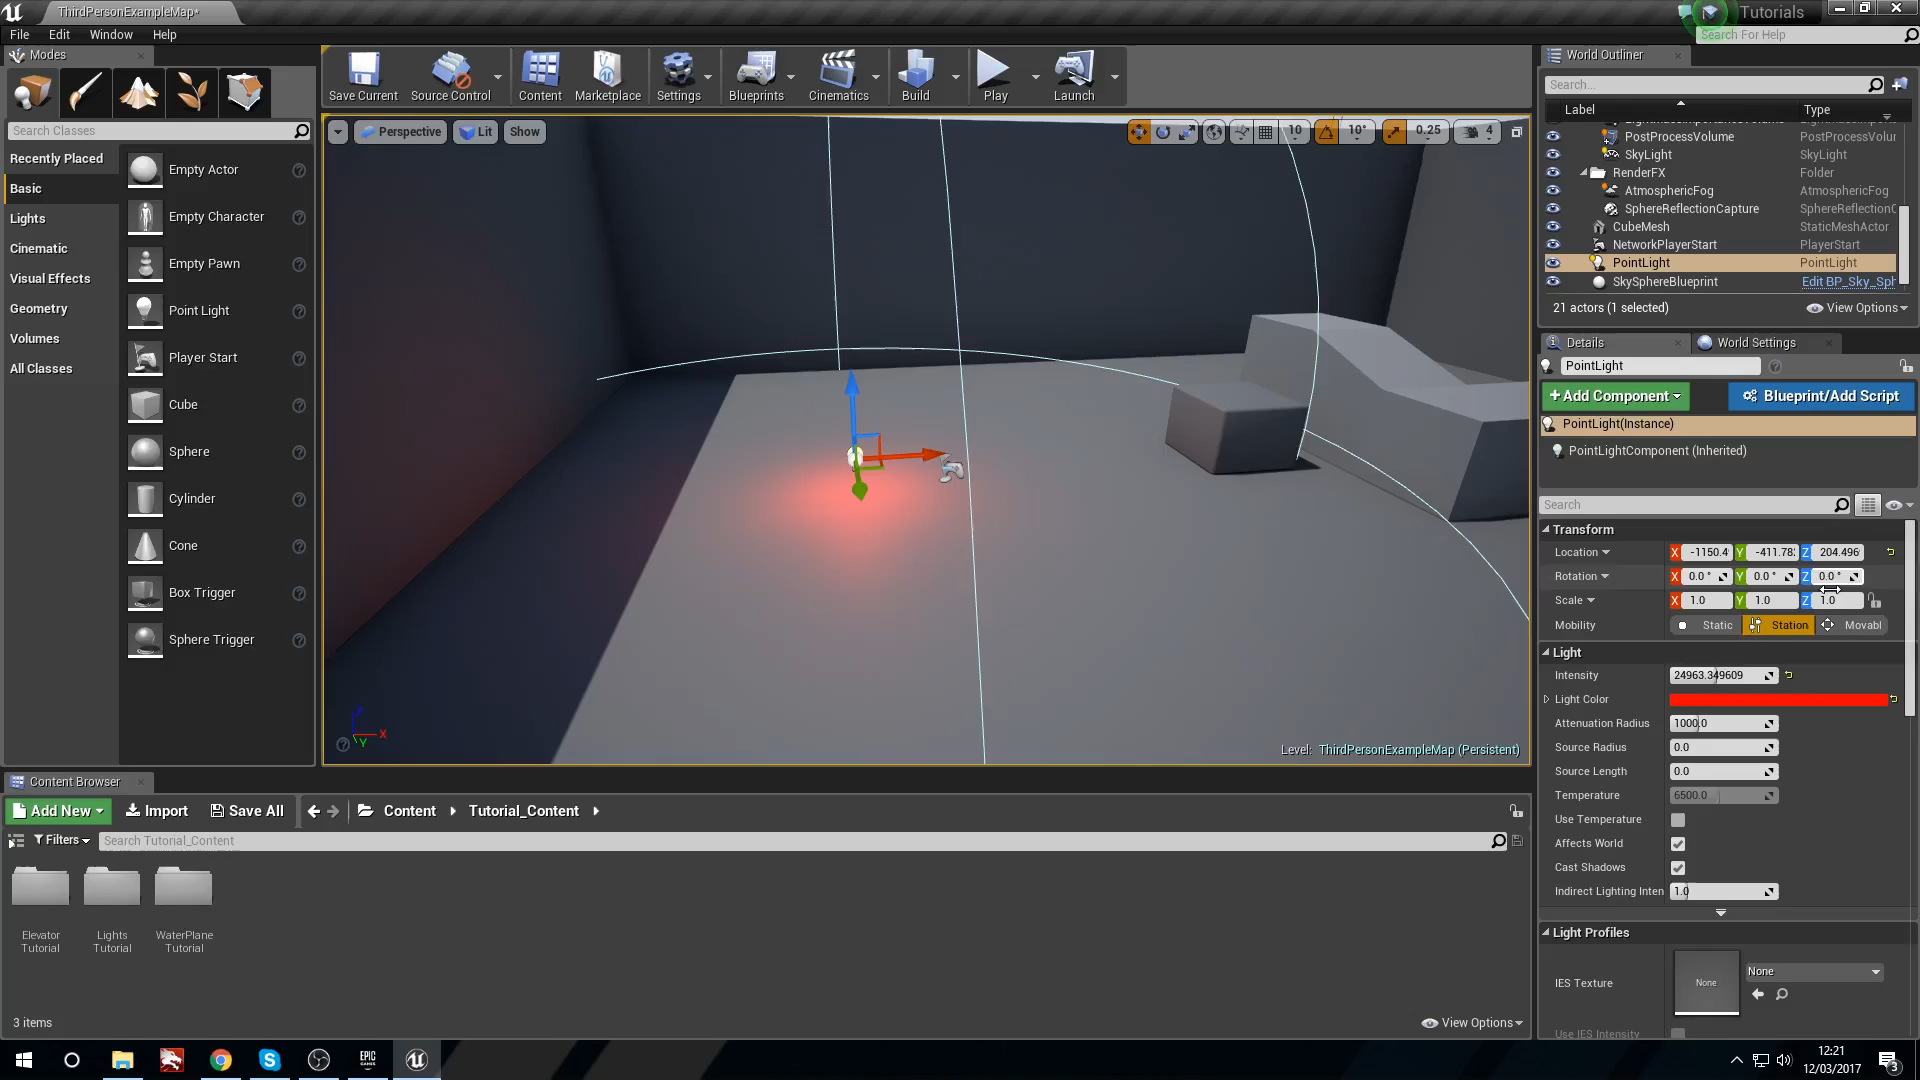 ThirdPersonExampleMap*
Tutorials
File Edit Window Help
Search For Help
Modes
Search Classes
Recently Placed
Basic
Lights
Cinematic
Visual Effects
Geometry
Volumes
All Classes
Empty Actor
Empty Character
Empty Pawn
Point Light
Player Start
Cube
Sphere
Cylinder
Cone
Box Trigger
Sphere Trigger
Save Current
Source Control
Content
Marketplace
Settings
Blueprints
Cinematics
Build
Play
Launch
Perspective Lit Show
10 10° 0.25 4
Z X Y
Level: ThirdPersonExampleMap (Persistent)
World Outliner
Search...
Label Type
PostProcessVolume PostProcessVolur
SkyLight SkyLight
RenderFX Folder
AtmosphericFog AtmosphericFog
SphereReflectionCapture SphereReflectionC
CubeMesh StaticMeshActor
NetworkPlayerStart PlayerStart
PointLight PointLight
SkySphereBlueprint Edit BP_Sky_Sph
21 actors (1 selected) View Options
Details World Settings
PointLight
+Add Component Blueprint/Add Script
PointLight(Instance)
PointLightComponent (Inherited)
Search
Transform
Location X -1150.4 Y -411.78 Z 204.496
Rotation X 0.0° Y 0.0° Z 0.0°
Scale X 1.0 Y 1.0 Z 1.0
Mobility Static Station Movabl
Light
Intensity 24963.349609
Light Color
Attenuation Radius 1000.0
Source Radius 0.0
Source Length 0.0
Temperature 6500.0
Use Temperature
Affects World
Cast Shadows
Indirect Lighting Inten 1.0
Light Profiles
IES Texture None None
Use IES Intensity
Content Browser
Add New Import Save All Content Tutorial_Content
Filters Search Tutorial_Content
Elevator Tutorial
Lights Tutorial
WaterPlane Tutorial
3 items View Options
EPIC GAMES
12:21
12/03/2017
3